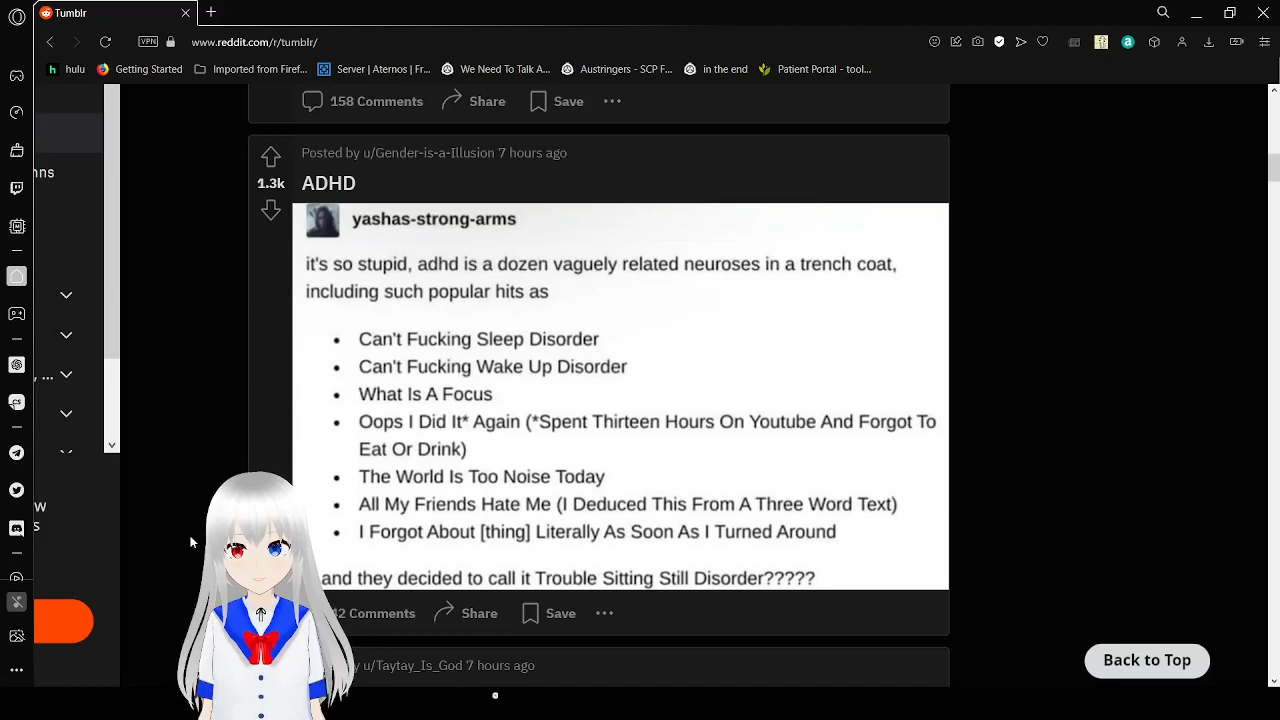 Tumblr
VPN
www.reddit.com/r/tumblr/
hulu
Getting Started
Imported from Firef...
Server | Aternos | Fr...
We Need To Talk A...
Austringers - SCP F...
in the end
Patient Portal - tool...
nns
, ...
w
s
158 Comments
Share
Save
Posted by u/Gender-is-a-Illusion 7 hours ago
1.3k
ADHD
yashas-strong-arms
it's so stupid, adhd is a dozen vaguely related neuroses in a trench coat,
including such popular hits as
• Can't Fucking Sleep Disorder
• Can't Fucking Wake Up Disorder
• What Is A Focus
• Oops I Did It* Again (*Spent Thirteen Hours On Youtube And Forgot To
Eat Or Drink)
• The World Is Too Noise Today
• All My Friends Hate Me (I Deduced This From A Three Word Text)
• I Forgot About [thing] Literally As Soon As I Turned Around
and they decided to call it Trouble Sitting Still Disorder?????
2 Comments
Share
Save
u/Taytay_Is_God 7 hours ago
Back to Top